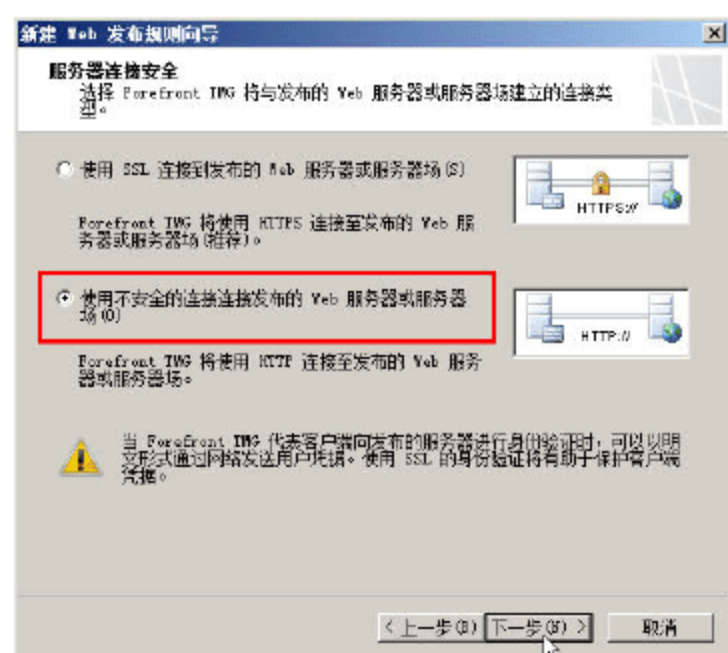 新建 Web 发布规则向导
服务器连接安全
选择 Forefront TMG 将与发布的 Web 服务器或服务器场建立的连接类
型。
使用 SSL 连接到发布的 Web 服务器或服务器场(S)
HTTPS://
Forefront TMG 将使用 HTTPS 连接至发布的 Web 服
务器或服务器场(推荐)。
使用不安全的连接连接发布的 Web 服务器或服务器
场(O)
HTTP://
Forefront TMG 将使用 HTTP 连接至发布的 Web 服务
器或服务器场。
当 Forefront TMG 代表客户端向发布的服务器进行身份验证时，可以以明
文形式通过网络发送用户凭据。使用 SSL 的身份验证将有助于保护客户端
凭据。
< 上一步(B) 下一步(N) > 取消